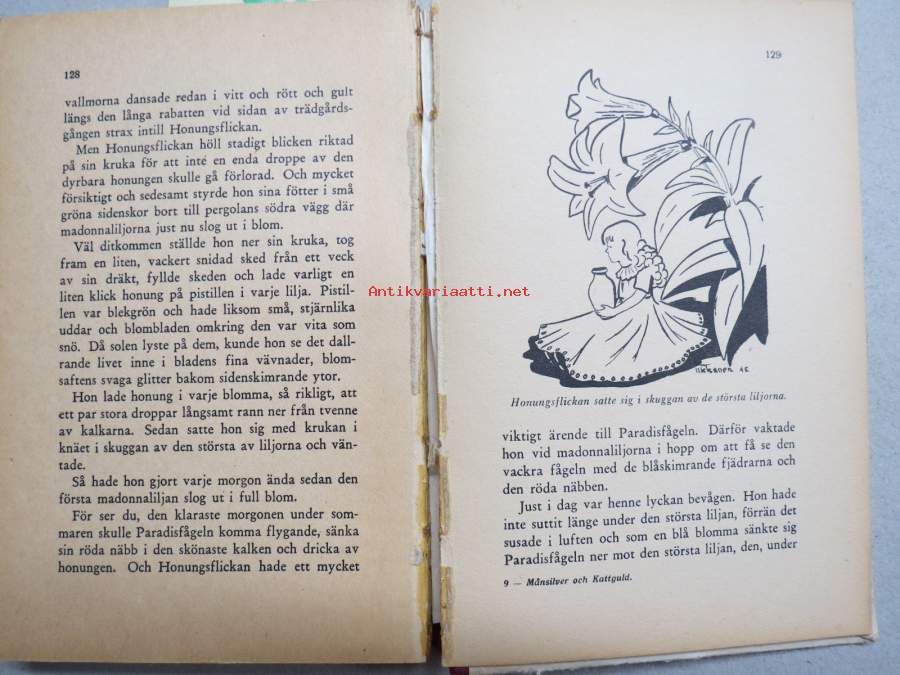 128
vallmorna dansade redan i vitt och rött och gult
längs den långa rabatten vid sidan av trädgårds-
gången strax intill Honungsflickan.
Men Honungsflickan höll stadigt blicken riktad
på sin kruka för att inte en enda droppe av den
dyrbara honungen skulle gå förlorad. Och mycket
försiktigt och sedesamt styrde hon sina fötter i små
gröna sidenskor bort till pergolans södra vägg där
madonnaliljorna just nu slog ut i blom.
Väl ditkommen ställde hon ner sin kruka, tog
fram en liten, vackert snidad sked från ett veck
av sin dräkt, fyllde skeden och lade varligt en
liten klick honung på pistillen i varje lilja. Pistil-
len var blekgrön och hade liksom små, stjärnlika
uddar och blombladen omkring den var vita som
snö. Då solen lyste på dem, kunde hon se det dall-
rande livet inne i bladens fina vävnader, blom-
saftens svaga glitter bakom sidenskimrande ytor.
Hon lade honung i varje blomma, så rikligt, att
ett par stora droppar långsamt rann ner från tvenne
av kalkarna. Sedan satte hon sig med krukan i
knäet i skuggan av den största av liljorna och vän-
tade.
Så hade hon gjort varje morgon ända sedan den
första madonnaliljan slog ut i full blom.
För ser du, den klaraste morgonen under som-
maren skulle Paradisfågeln komma flygande, sänka
sin röda näbb i den skönaste kalken och dricka av
honungen. Och Honungsflickan hade ett mycket
129
Antikvariaatti.net
Honungsflickan satte sig i skuggan av de största liljorna.
viktigt ärende till Paradisfågeln. Därför vaktade
hon vid madonnaliljorna i hopp om att få se den
vackra fågeln med de blåskimrande fjädrarna och
den röda näbben.
Just i dag var henne lyckan bevågen. Hon hade
inte suttit länge under den största liljan, förrän det
susade i luften och som en blå blomma sänkte sig
Paradisfågeln ner mot den största liljan, den, under
9 — Månsilver och Kattguld.